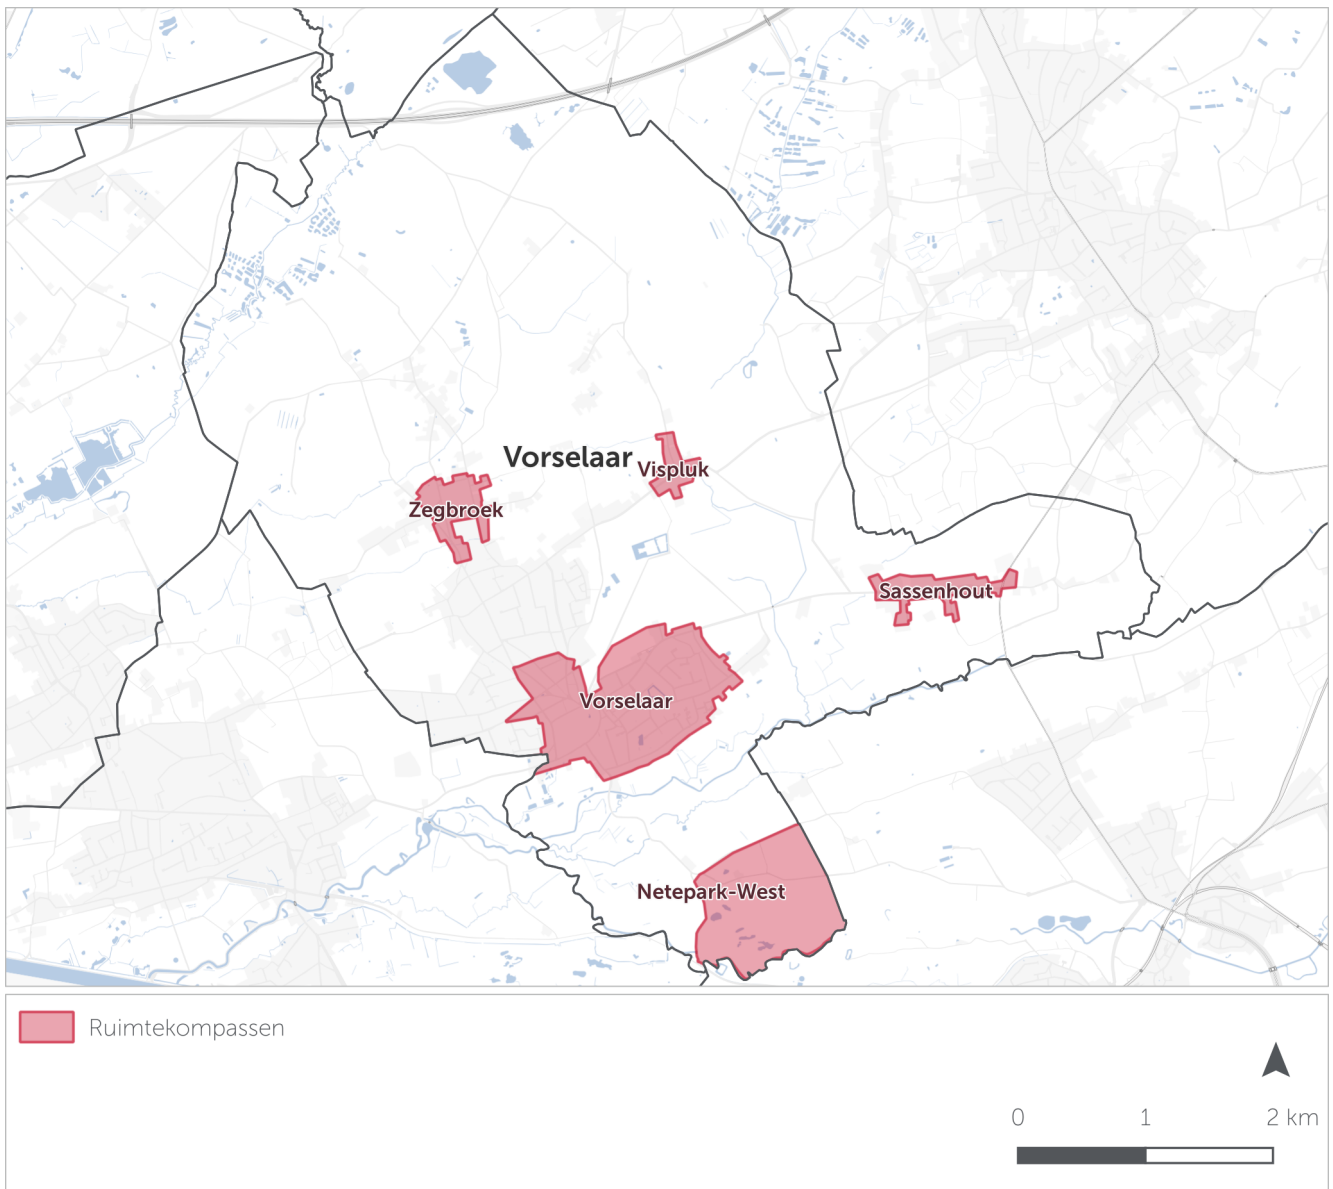 Vorselaar
Vispluk
Zegbroek
Sassenhout
Vorselaar
Netepark-West
Ruimtekompassen
0 1 2 km